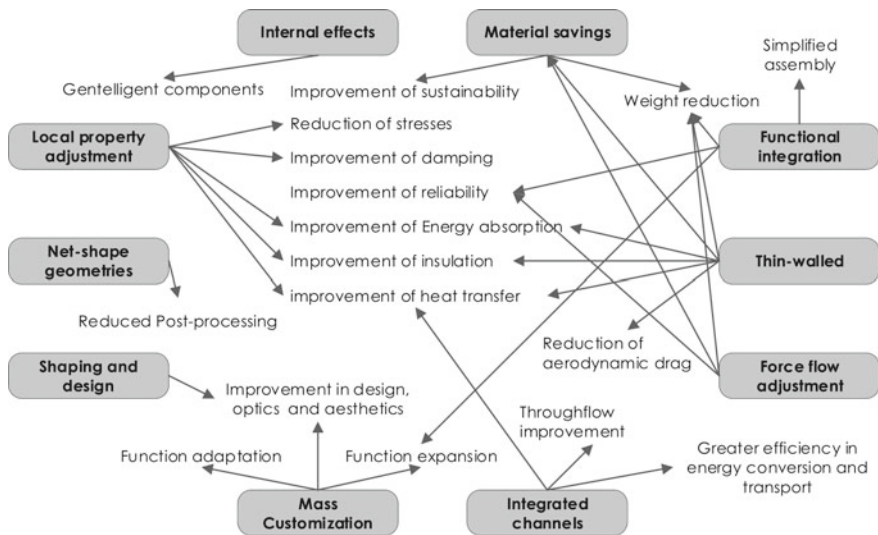 Internal effects
Material savings
Simplified
assembly
Gentelligent components
Improvement of sustainability
Weight reduction
Local property
adjustment
Reduction of stresses
Functional
integration
Improvement of damping
Improvement of reliability
Improvement of Energy absorption
Net-shape
geometries
Improvement of insulation
Thin-walled
improvement of heat transfer
Reduced Post-processing
Reduction of
aerodynamic drag
Shaping and
design
Force flow
adjustment
Improvement in design,
optics and aesthetics
Throughflow
improvement
Function adaptation
Function expansion
Greater efficiency in
energy conversion and
transport
Mass
Customization
Integrated
channels